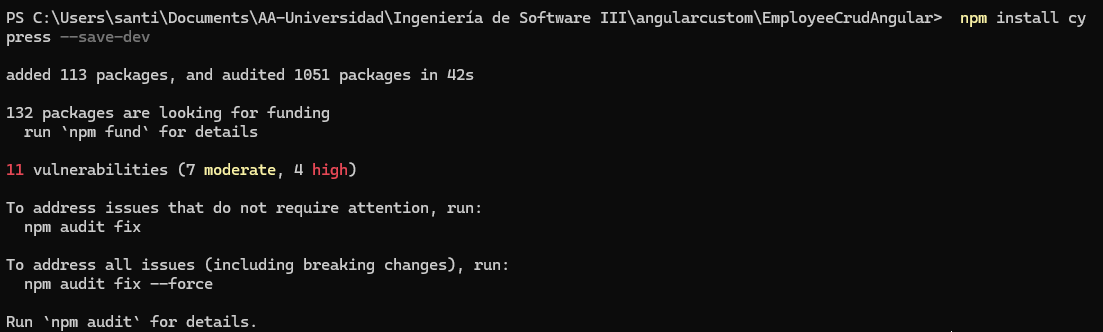 PS C:\Users\santi\Documents\AA-Universidad\Ingeniería de Software III\angularcustom\EmployeeCrudAngular>  npm install cy
press --save-dev
added 113 packages, and audited 1051 packages in 42s
132 packages are looking for funding
  run `npm fund` for details
11 vulnerabilities (7 moderate, 4 high)
To address issues that do not require attention, run:
  npm audit fix
To address all issues (including breaking changes), run:
  npm audit fix --force
Run `npm audit` for details.